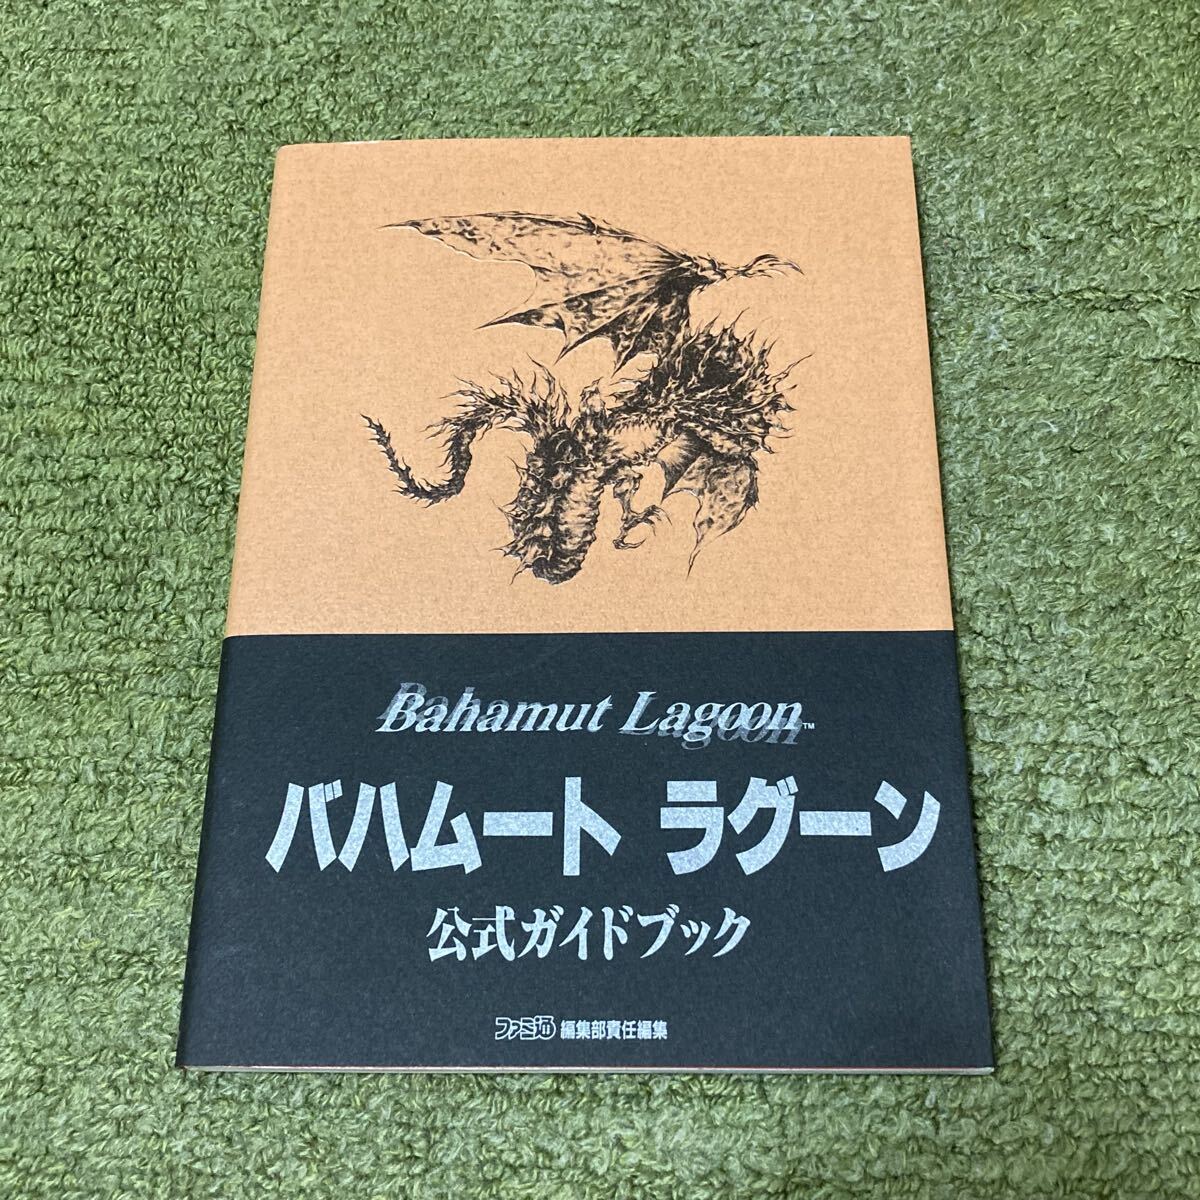 Bahamut Lagoon™
バハムート ラグーン
公式ガイドブック
ファミ通 編集部責任編集